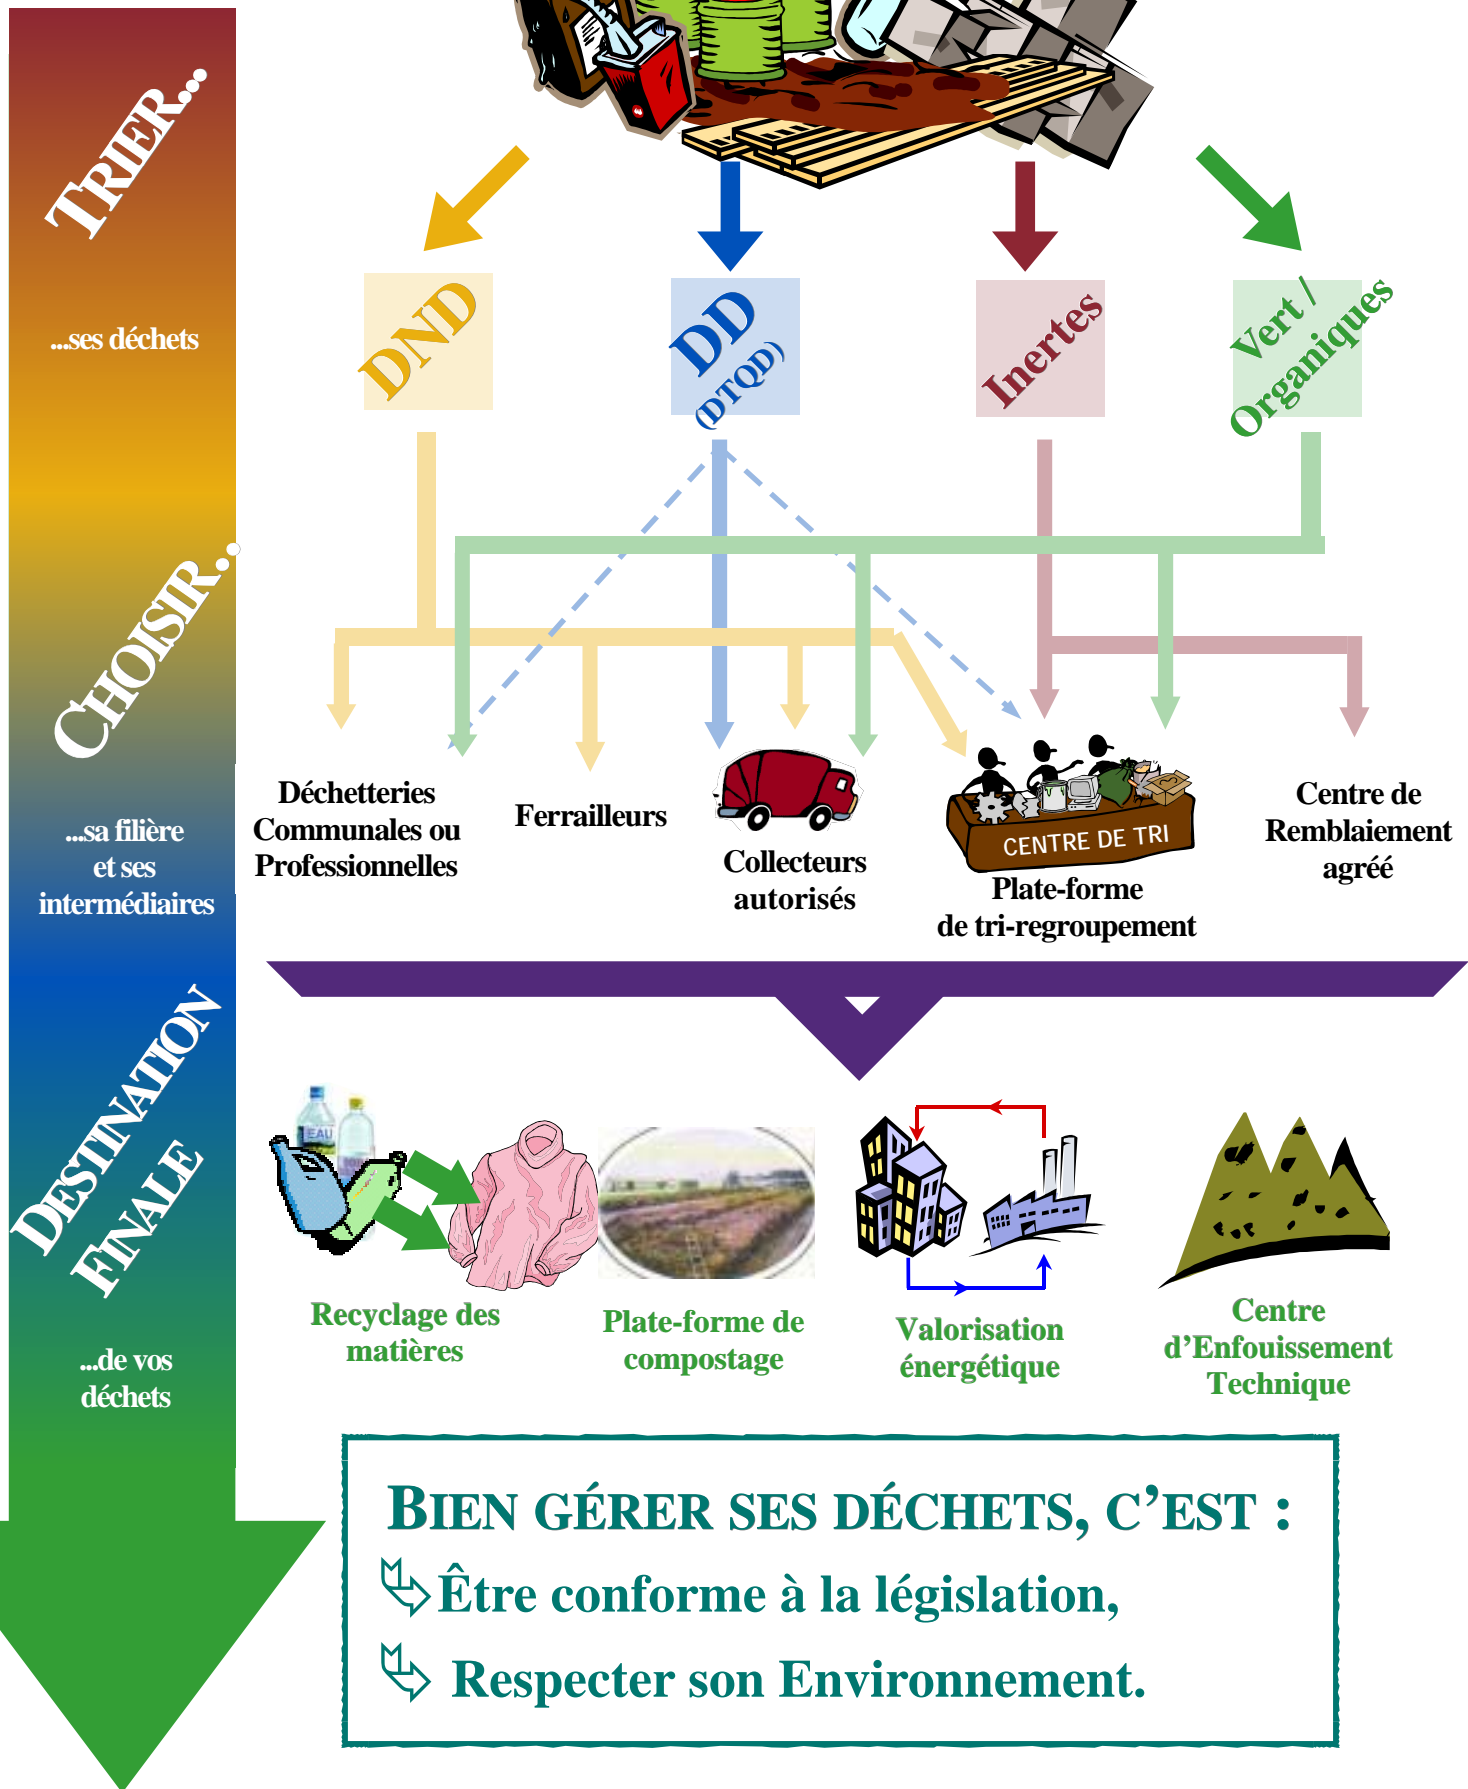 TRIER...
...ses déchets
DND
DD
(DTQD)
Inertes
Vert /
Organiques
CHOISIR...
...sa filière
et ses
intermédiaires
Déchetteries
Communales ou
Professionnelles
Ferrailleurs
Collecteurs
autorisés
CENTRE DE TRI
Plate-forme
de tri-regroupement
Centre de
Remblaiement
agréé
DESTINATION
FINALE
...de vos
déchets
EAU
Recyclage des
matières
Plate-forme de
compostage
Valorisation
énergétique
Centre
d’Enfouissement
Technique
BIEN GÉRER SES DÉCHETS, C’EST :
Être conforme à la législation,
Respecter son Environnement.